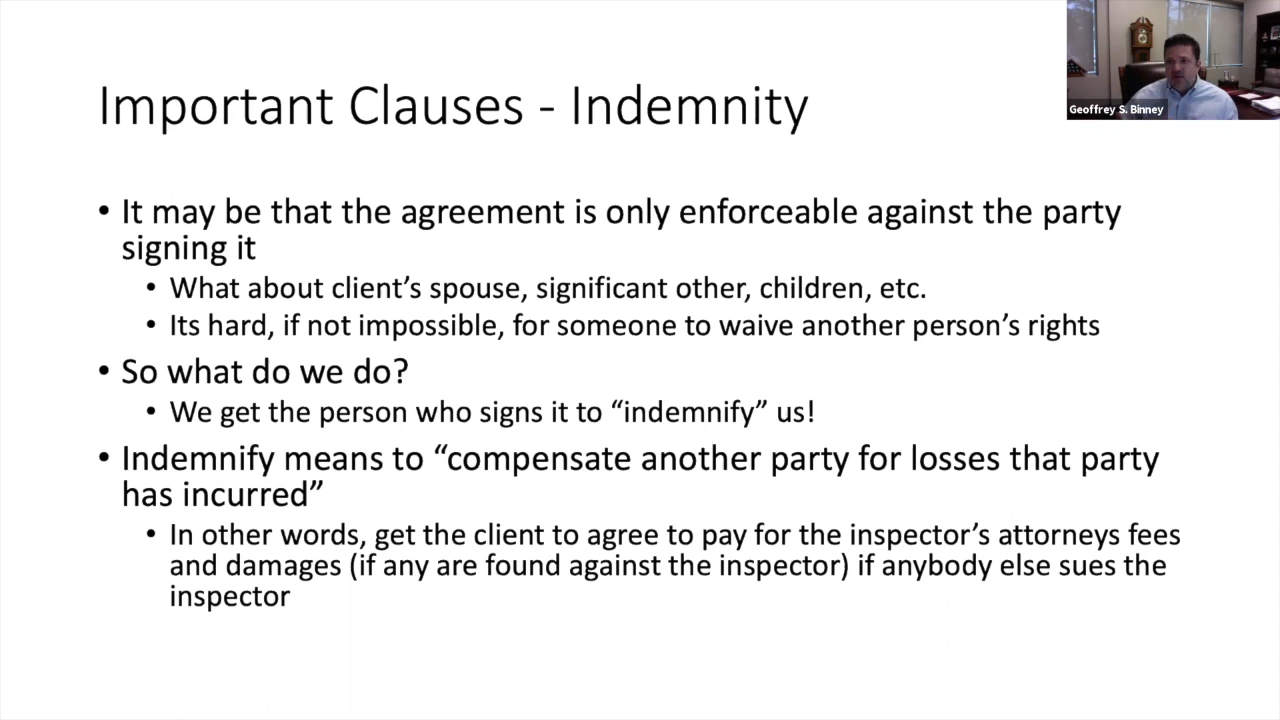 Important Clauses - Indemnity
Geoffrey S. Binney
• It may be that the agreement is only enforceable against the party
signing it
• What about client’s spouse, significant other, children, etc.
• Its hard, if not impossible, for someone to waive another person’s rights
• So what do we do?
• We get the person who signs it to “indemnify” us!
• Indemnify means to “compensate another party for losses that party
has incurred”
• In other words, get the client to agree to pay for the inspector’s attorneys fees
and damages (if any are found against the inspector) if anybody else sues the
inspector